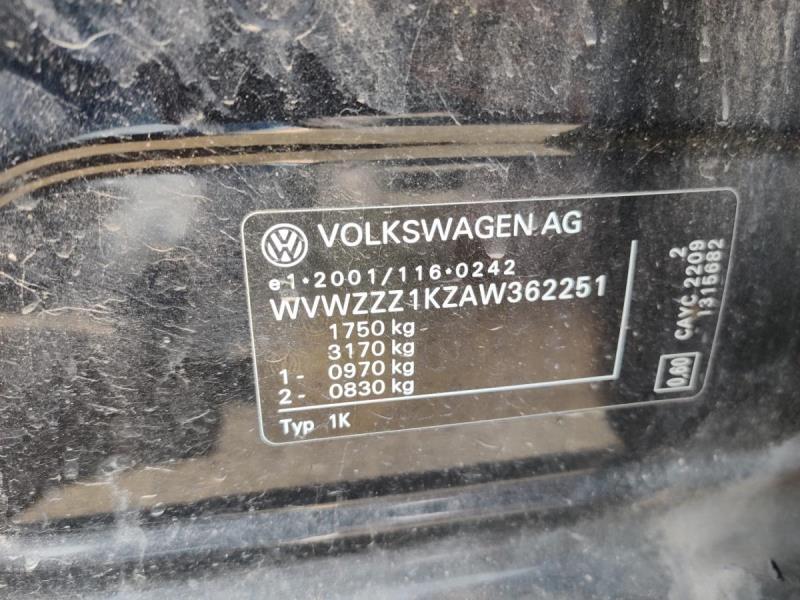 VOLKSWAGEN AG
e1*2001/116*0242
WVWZZZ1KZAW362251
1750 kg
3170 kg
1- 0970 kg
2- 0830 kg
Typ 1K
2
CAYC 2209
1315682
0,60